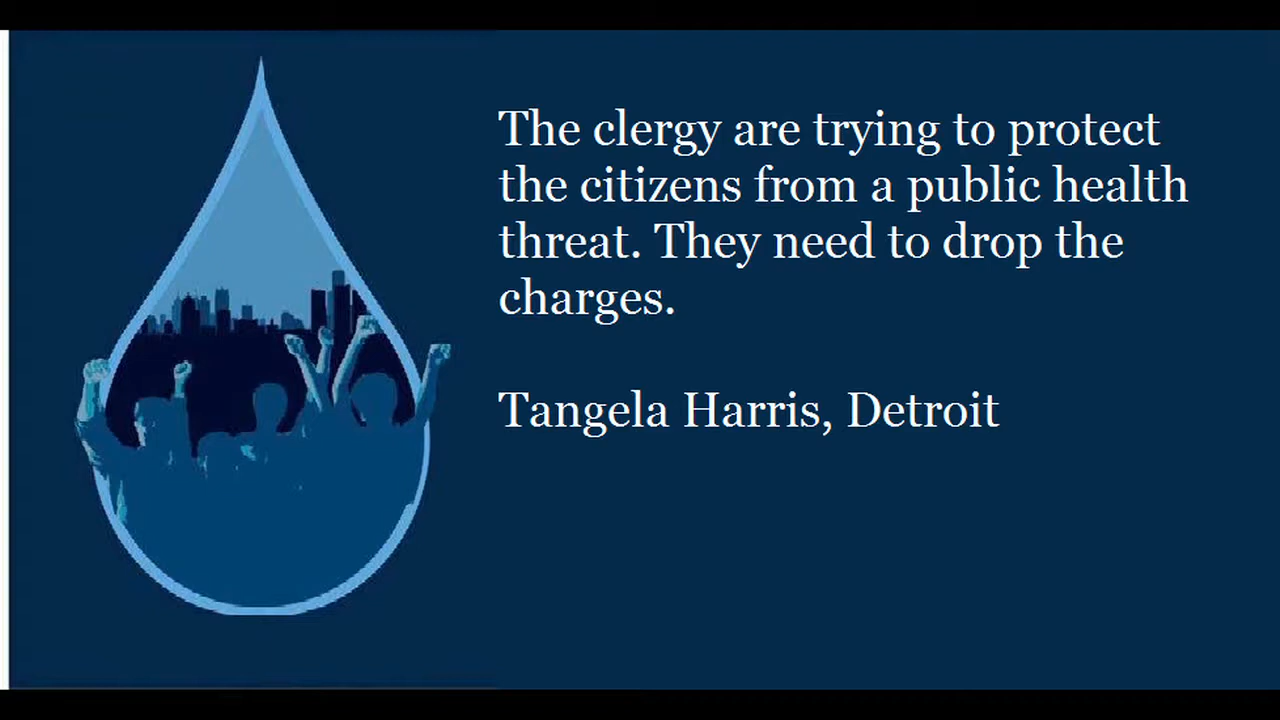 The clergy are trying to protect
the citizens from a public health
threat. They need to drop the
charges.
Tangela Harris, Detroit